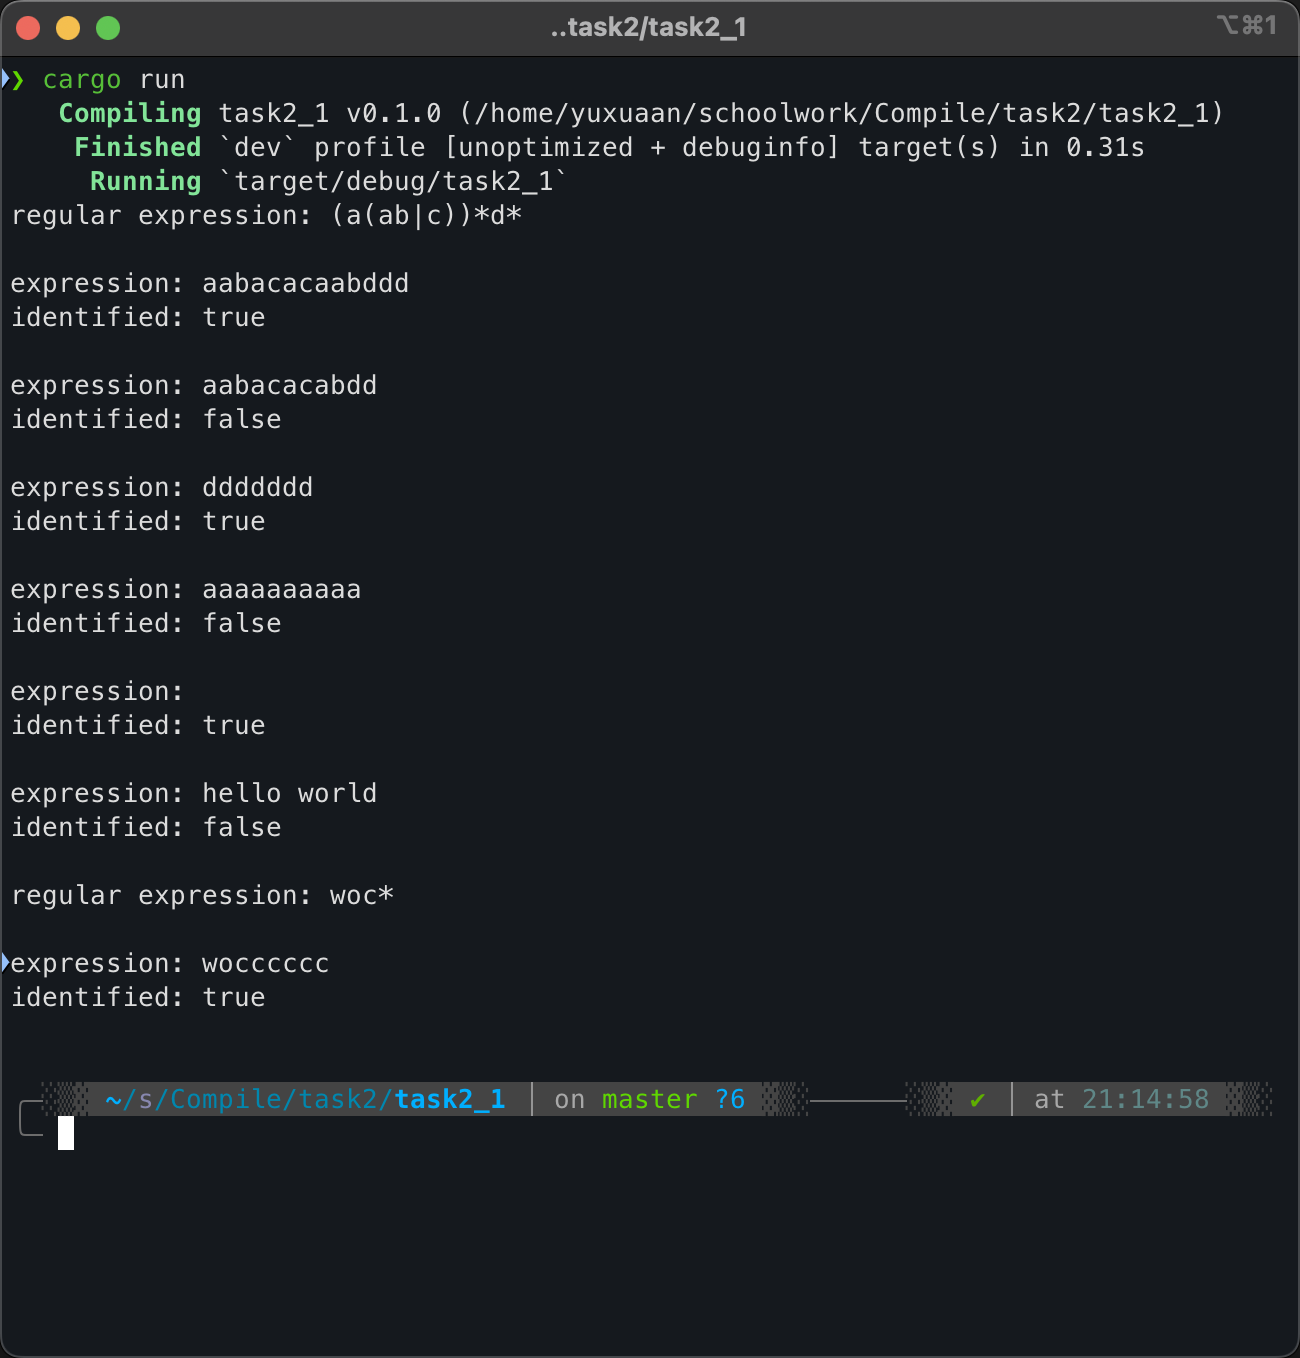 ..task2/task2_1 ⌥⌘1
❯ cargo run
Compiling task2_1 v0.1.0 (/home/yuxuaan/schoolwork/Compile/task2/task2_1)
Finished `dev` profile [unoptimized + debuginfo] target(s) in 0.31s
Running `target/debug/task2_1`
regular expression: (a(ab|c))*d*
expression: aabacacaabddd
identified: true
expression: aabacacabdd
identified: false
expression: ddddddd
identified: true
expression: aaaaaaaaaa
identified: false
expression:
identified: true
expression: hello world
identified: false
regular expression: woc*
expression: wocccccc
identified: true
~/s/Compile/task2/task2_1 on master ?6 ✔ at 21:14:58